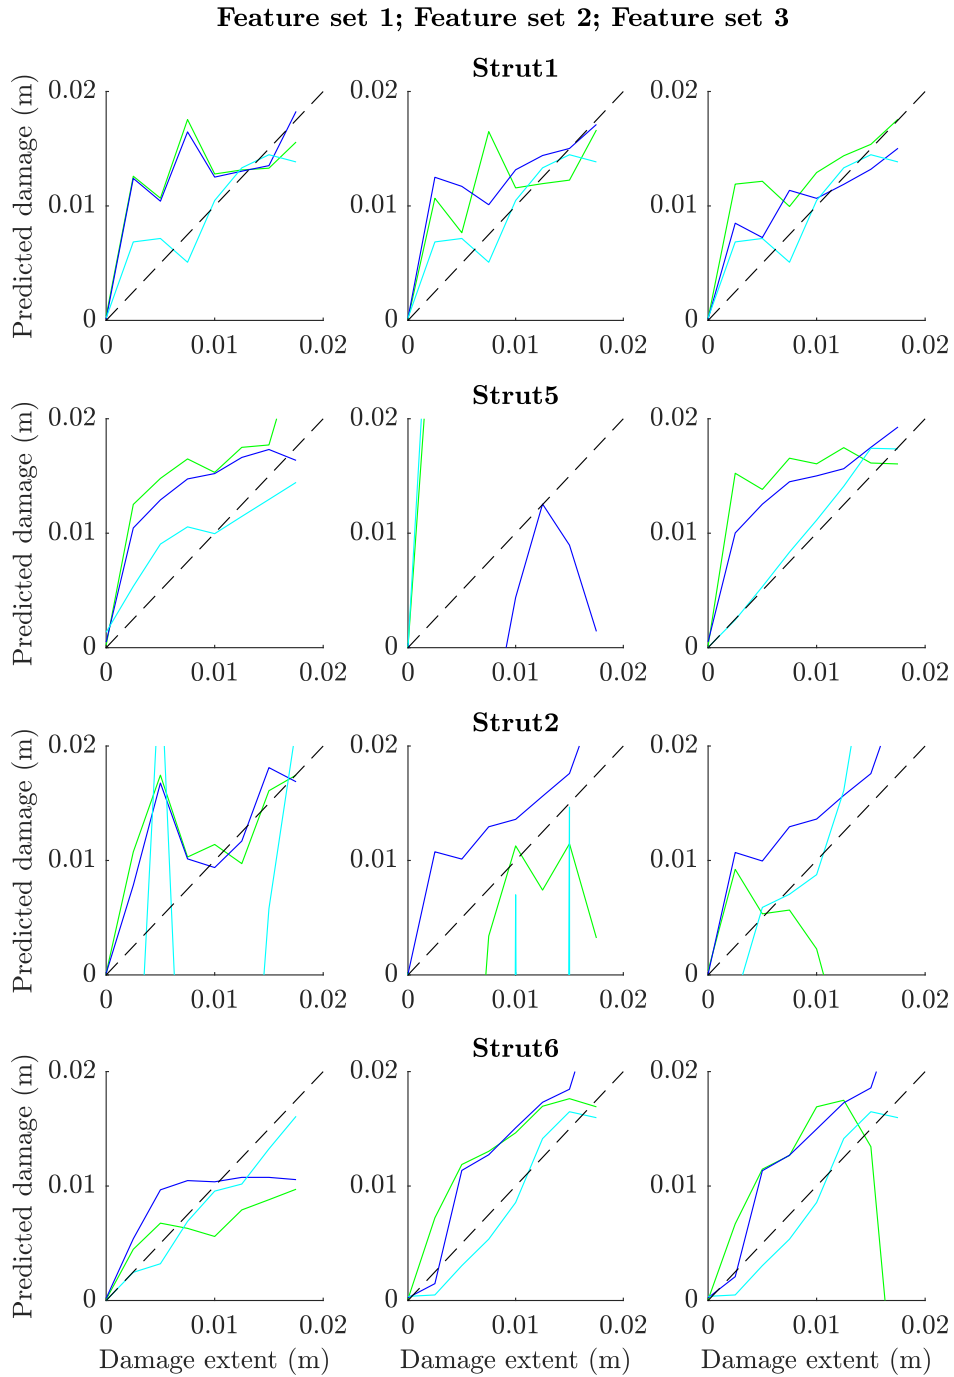 Feature set 1; Feature set 2; Feature set 3
Strut1
Predicted damage (m)
0.02 0.02 0.02
0.01 0.01 0.01
0 0 0
0 0.01 0.02 0 0.01 0.02 0 0.01 0.02
Strut5
Predicted damage (m)
0.02 0.02 0.02
0.01 0.01 0.01
0 0 0
0 0.01 0.02 0 0.01 0.02 0 0.01 0.02
Strut2
Predicted damage (m)
0.02 0.02 0.02
0.01 0.01 0.01
0 0 0
0 0.01 0.02 0 0.01 0.02 0 0.01 0.02
Strut6
Predicted damage (m)
0.02 0.02 0.02
0.01 0.01 0.01
0 0 0
0 0.01 0.02 0 0.01 0.02 0 0.01 0.02
Damage extent (m) Damage extent (m) Damage extent (m)